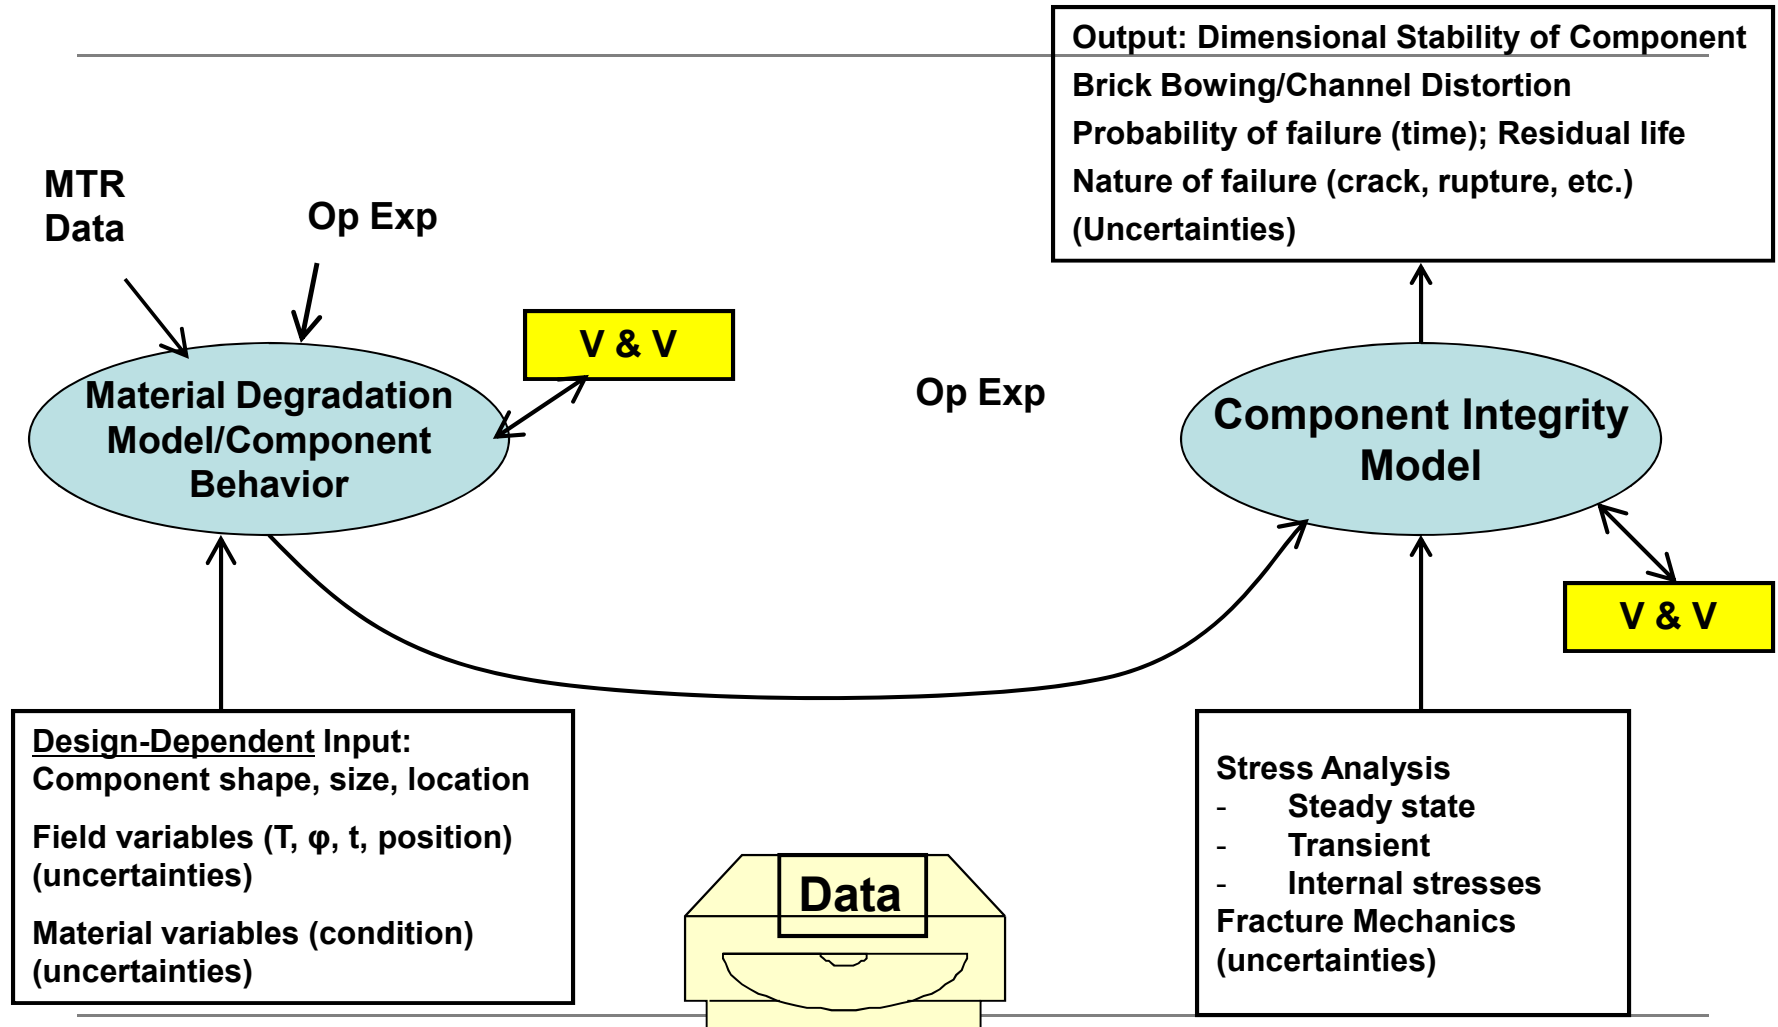 Output: Dimensional Stability of Component
Brick Bowing/Channel Distortion
Probability of failure (time); Residual life
Nature of failure (crack, rupture, etc.)
(Uncertainties)
MTR
Data
Op Exp
V & V
Material Degradation
Model/Component
Behavior
Op Exp
Component Integrity
Model
V & V
Design-Dependent Input:
Component shape, size, location
Field variables (T, φ, t, position)
(uncertainties)
Material variables (condition)
(uncertainties)
Data
Stress Analysis
- Steady state
- Transient
- Internal stresses
Fracture Mechanics
(uncertainties)